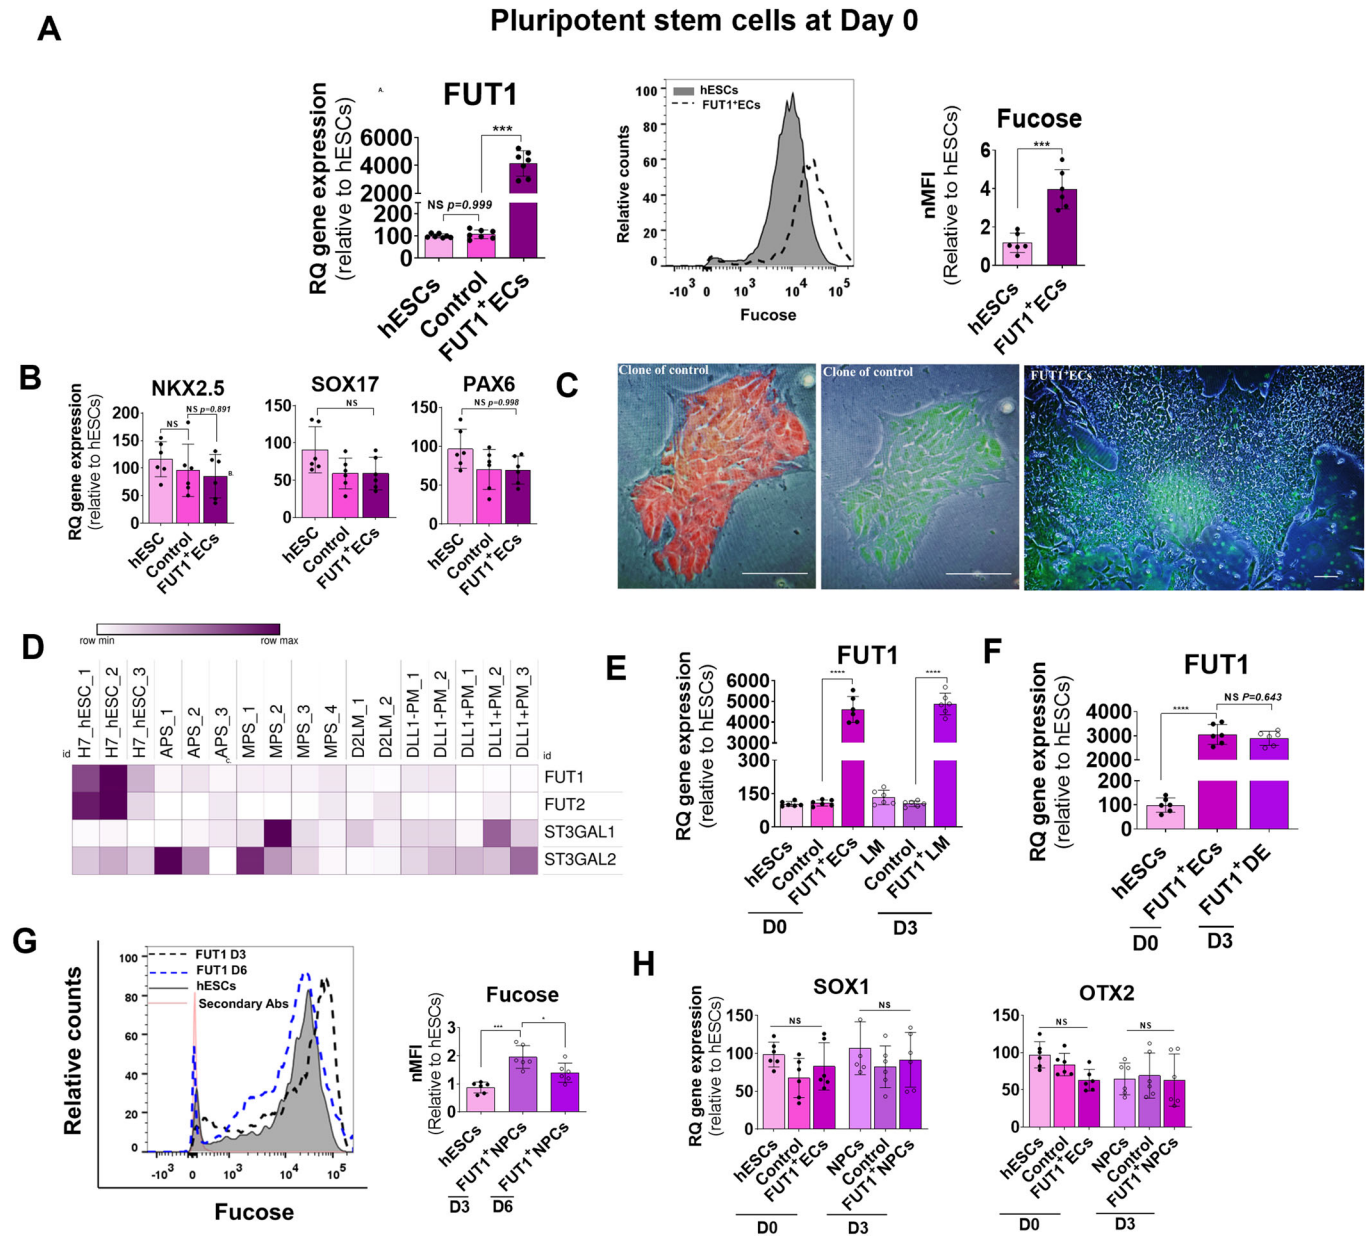 Pluripotent stem cells at Day 0
A
A.
FUT1
RQ gene expression
(relative to hESCs)
6000
4000
2000
200
100
0
***
NS p=0.999
hESCs
Control
FUT1+ECs
Relative counts
100
80
60
40
20
0
hESCs
FUT1+ECs
-10³ 0 10³ 10⁴ 10⁵
Fucose
Fucose
nMFI
(Relative to hESCs)
6
4
2
0
***
hESCs
FUT1+ECs
B
RQ gene expression
(relative to hESCs)
NKX2.5
200
150
100
50
0
NS
NS p=0.891
B.
hESC
Control
FUT1+ECs
SOX17
150
100
50
0
NS
hESC
Control
FUT1+ECs
PAX6
150
100
50
0
NS p=0.998
hESC
Control
FUT1+ECs
C
Clone of control
Clone of control
FUT1+ECs
D
row min
row max
id
H7_hESC_1
H7_hESC_2
H7_hESC_3
APS_1
APS_2
APS_3
MPS_1
MPS_2
MPS_3
MPS_4
D2LM_1
D2LM_2
DLL1-PM_1
DLL1-PM_2
DLL1+PM_1
DLL1+PM_2
DLL1+PM_3
id
C.
FUT1
FUT2
ST3GAL1
ST3GAL2
E
FUT1
RQ gene expression
(relative to hESCs)
6000
5000
4000
3000
150
0
****
****
hESCs
Control
FUT1+ECs
LM
Control
FUT1+LM
D0
D3
F
FUT1
RQ gene expression
(relative to hESCs)
4000
3000
2000
200
100
0
****
NS P=0.643
hESCs
FUT1+ECs
FUT1+DE
D0
D3
G
Relative counts
100
80
60
40
20
0
FUT1 D3
FUT1 D6
hESCs
Secondary Abs
-10³ 0 10³ 10⁴ 10⁵
Fucose
Fucose
nMFI
(Relative to hESCs)
3
2
1
0
***
*
hESCs
FUT1+NPCs
FUT1+NPCs
D3
D6
H
RQ gene expression
(relative to hESCs)
SOX1
150
100
50
0
NS
NS
hESCs
Control
FUT1+ECs
NPCs
Control
FUT1+NPCs
D0
D3
OTX2
150
100
50
0
NS
NS
hESCs
Control
FUT1+ECs
NPCs
Control
FUT1+NPCs
D0
D3